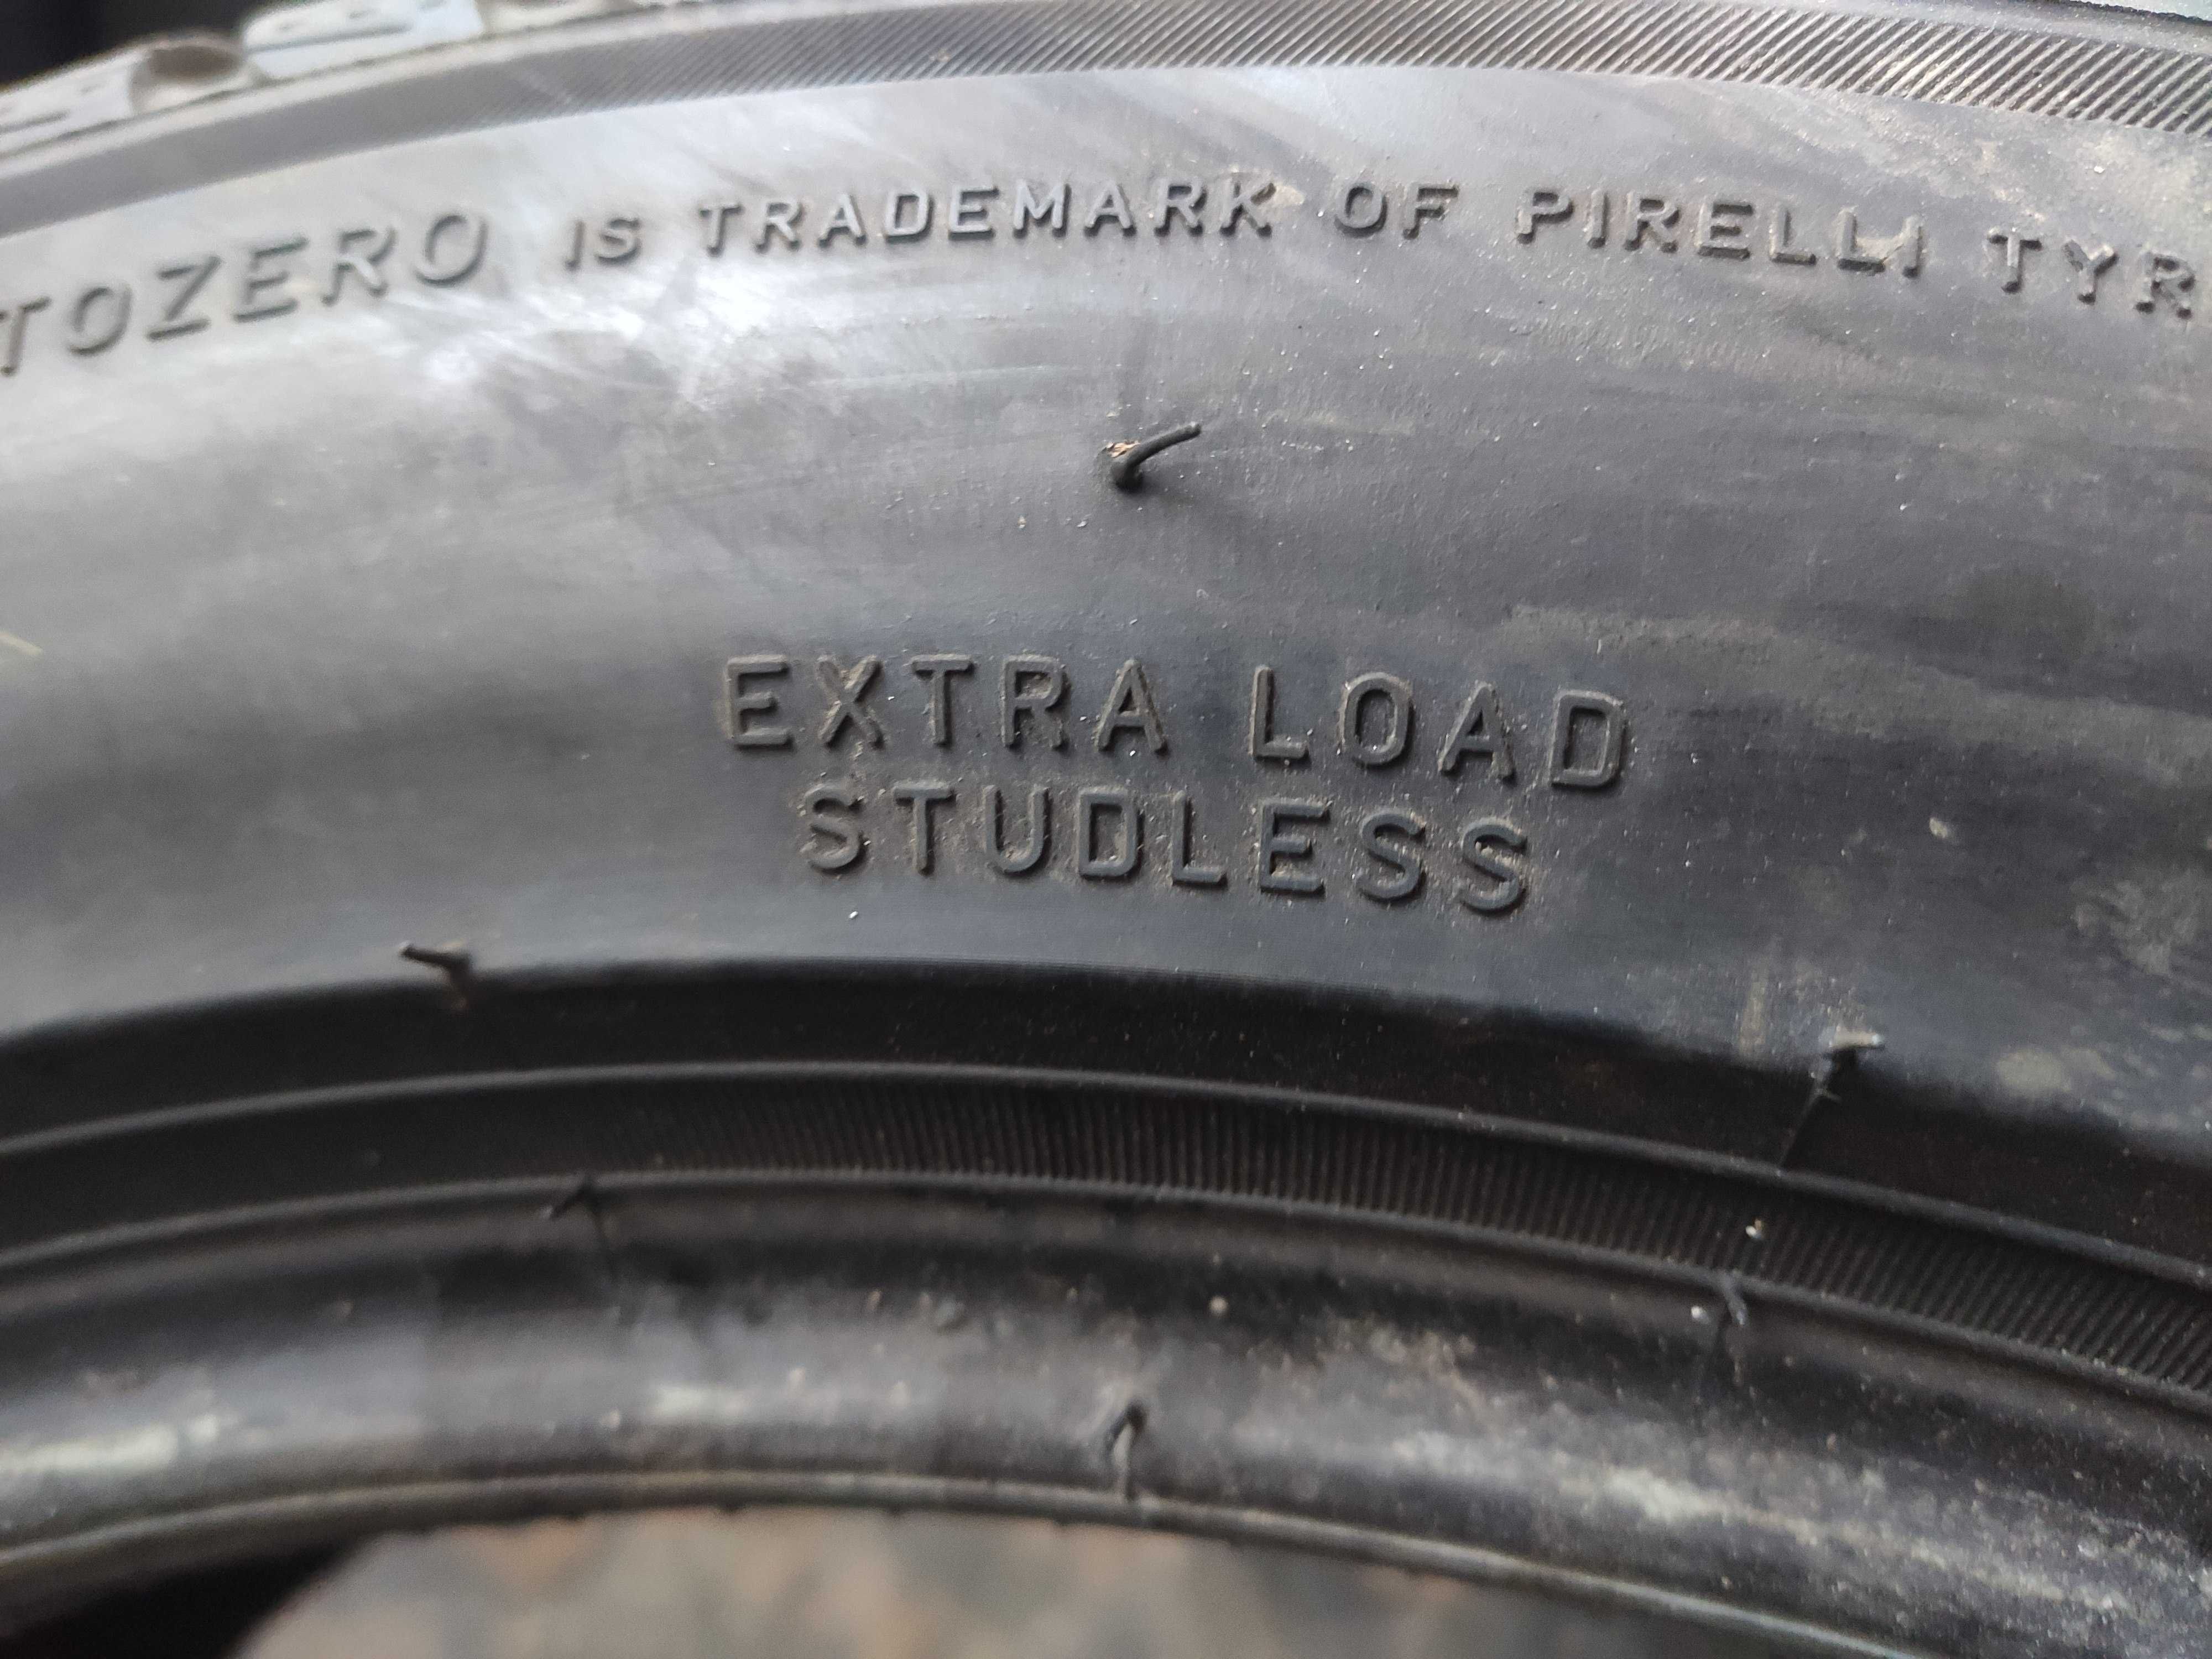 TOZERO IS TRADEMARK OF PIRELLI TYR
EXTRA LOAD
STUDLESS